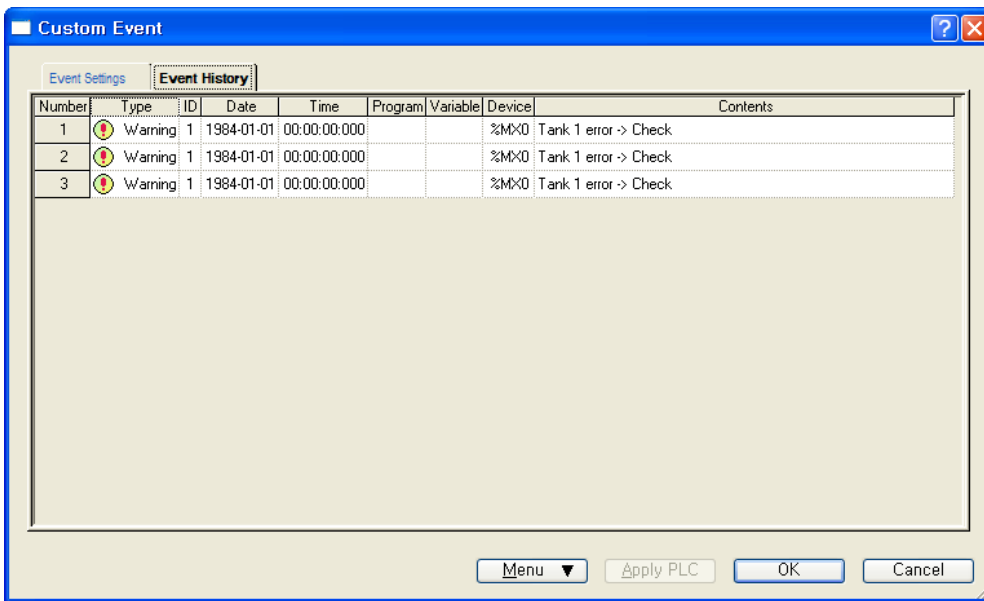 Custom Event
Event Settings Event History
Number Type ID Date Time Program Variable Device Contents
1 Warning 1 1984-01-01 00:00:00:000 %MX0 Tank 1 error -> Check
2 Warning 1 1984-01-01 00:00:00:000 %MX0 Tank 1 error -> Check
3 Warning 1 1984-01-01 00:00:00:000 %MX0 Tank 1 error -> Check
Menu ▼ Apply PLC OK Cancel